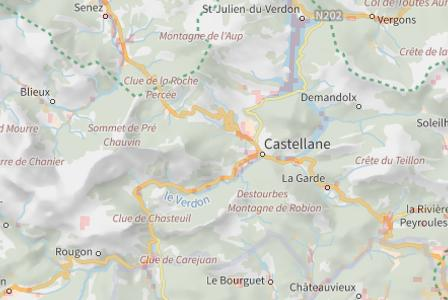 Senez
St-Julien-du-Verdon
N202
Col de Toutes Au
Vergons
Montagne de l'Aup
Crête de la
Clue de la Roche
Percée
Blieux
Demandolx
Sommet de Pré
Chauvin
Soleilh
d Mourre
rre de Chanier
Castellane
Crête du Teillon
La Garde
le Verdon
Destourbes
Montagne de Robion
Clue de Chasteuil
la Rivière
Peyroules
Rougon
Clue de Carejuan
Le Bourguet
Châteauvieux
n